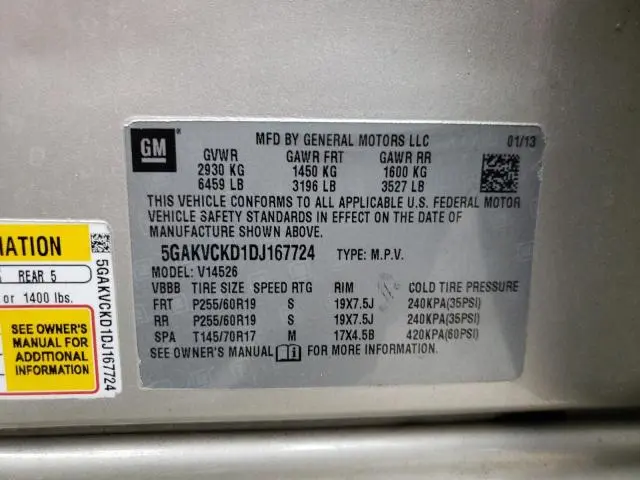 GM
MFD BY GENERAL MOTORS LLC 01/13
GVWR GAWR FRT GAWR RR
2930 KG 1450 KG 1600 KG
6459 LB 3196 LB 3527 LB
THIS VEHICLE CONFORMS TO ALL APPLICABLE U.S. FEDERAL MOTOR
VEHICLE SAFETY STANDARDS IN EFFECT ON THE DATE OF
MANUFACTURE SHOWN ABOVE.
5GAKVCKD1DJ167724 TYPE: M.P.V.
MODEL: V14526
VBBB TIRE SIZE SPEED RTG RIM COLD TIRE PRESSURE
FRT P255/60R19 S 19X7.5J 240KPA(35PSI)
RR P255/60R19 S 19X7.5J 240KPA(35PSI)
SPA T145/70R17 M 17X4.5B 420KPA(60PSI)
SEE OWNER'S MANUAL FOR MORE INFORMATION.
REAR 5
or 1400 lbs.
SEE OWNER'S
MANUAL FOR
ADDITIONAL
INFORMATION
5GAKVCKD1DJ167724